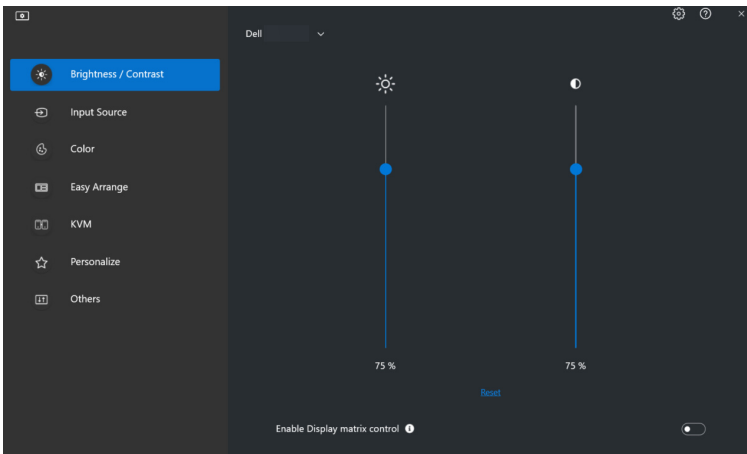 Dell
Brightness / Contrast
Input Source
Color
Easy Arrange
KVM
Personalize
Others
75 %
75 %
Reset
Enable Display matrix control